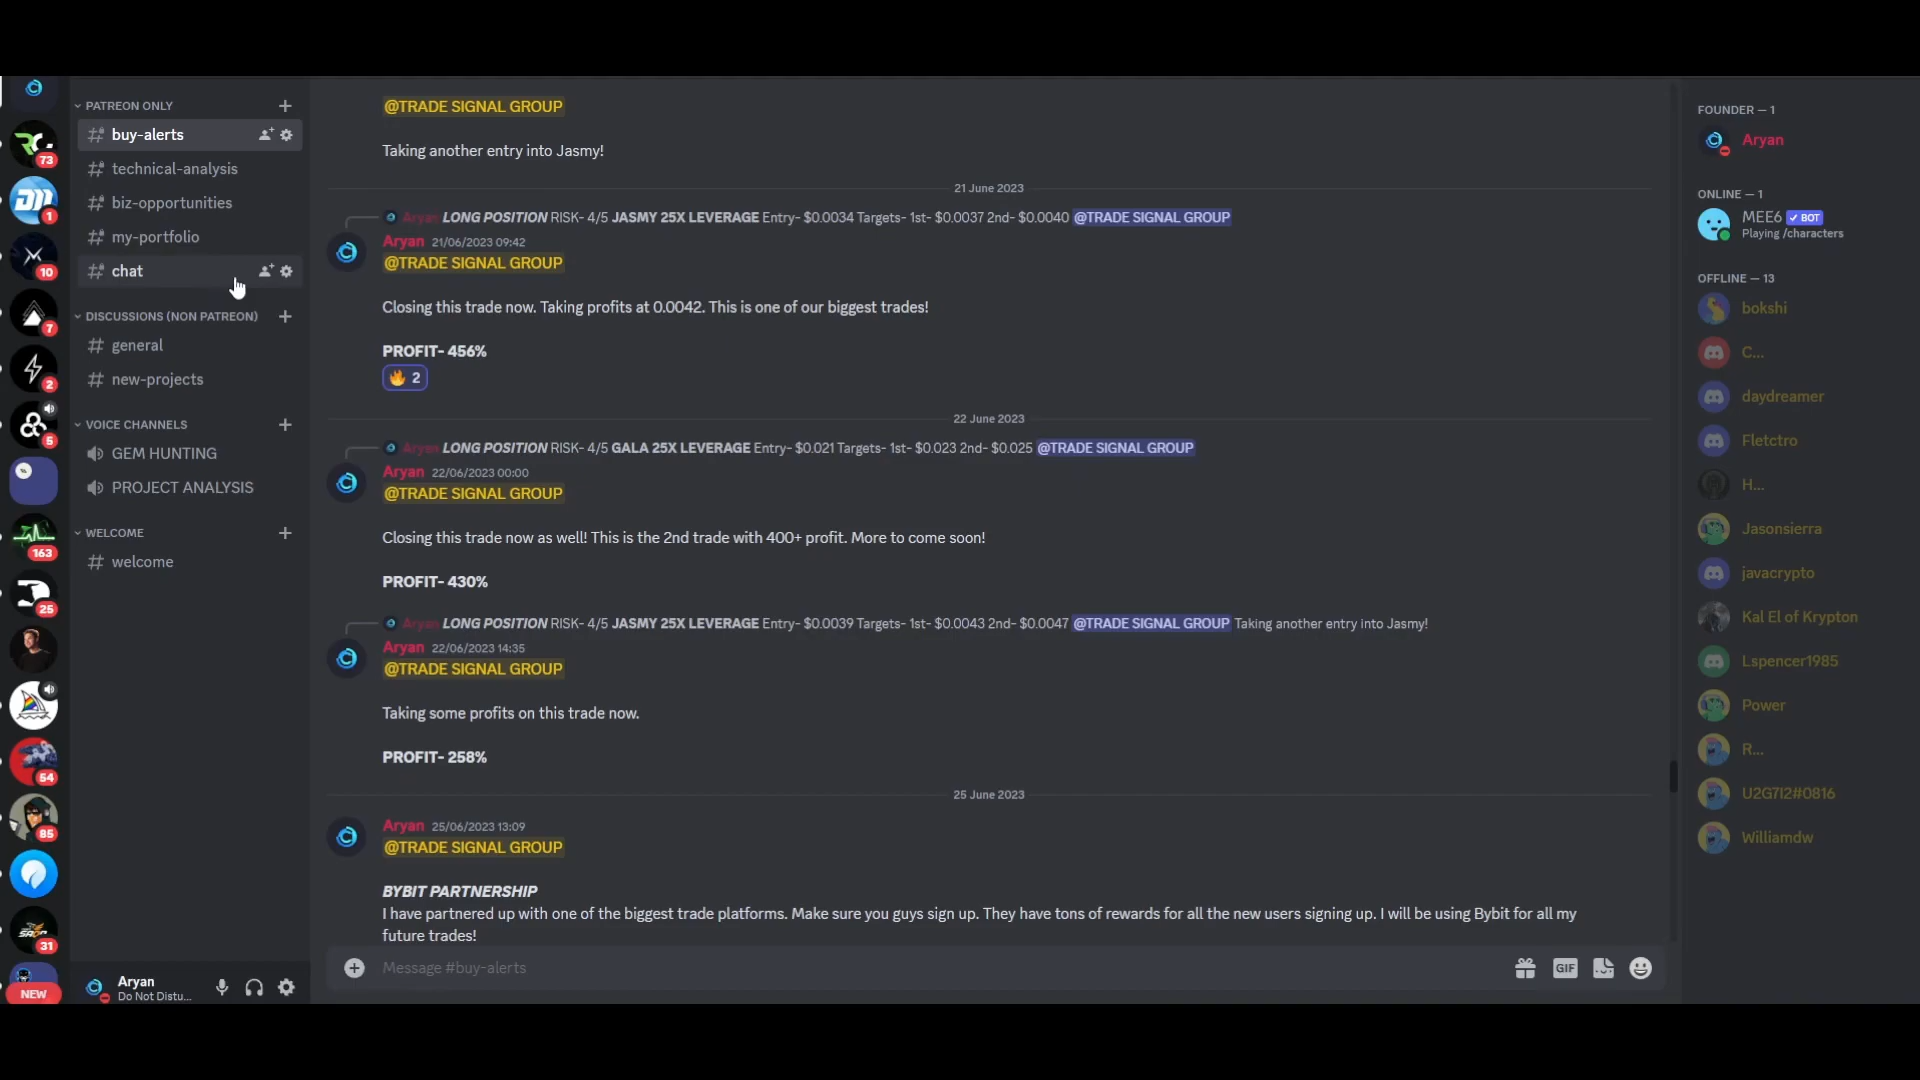 PATREON ONLY
buy-alerts
technical-analysis
biz-opportunities
my-portfolio
chat
DISCUSSIONS (NON PATREON)
general
new-projects
VOICE CHANNELS
GEM HUNTING
PROJECT ANALYSIS
WELCOME
welcome
73
1
10
7
2
5
163
25
54
85
31
NEW
Aryan
Do Not Distu...
@TRADE SIGNAL GROUP
Taking another entry into Jasmy!
21 June 2023
Aryan LONG POSITION RISK- 4/5 JASMY 25X LEVERAGE Entry- $0.0034 Targets- 1st- $0.0037 2nd- $0.0040 @TRADE SIGNAL GROUP
Aryan 21/06/2023 09:42
@TRADE SIGNAL GROUP
Closing this trade now. Taking profits at 0.0042. This is one of our biggest trades!
PROFIT- 456%
2
22 June 2023
Aryan LONG POSITION RISK- 4/5 GALA 25X LEVERAGE Entry- $0.021 Targets- 1st- $0.023 2nd- $0.025 @TRADE SIGNAL GROUP
Aryan 22/06/2023 00:00
@TRADE SIGNAL GROUP
Closing this trade now as well! This is the 2nd trade with 400+ profit. More to come soon!
PROFIT- 430%
Aryan LONG POSITION RISK- 4/5 JASMY 25X LEVERAGE Entry- $0.0039 Targets- 1st- $0.0043 2nd- $0.0047 @TRADE SIGNAL GROUP Taking another entry into Jasmy!
Aryan 22/06/2023 14:35
@TRADE SIGNAL GROUP
Taking some profits on this trade now.
PROFIT- 258%
25 June 2023
Aryan 25/06/2023 13:09
@TRADE SIGNAL GROUP
BYBIT PARTNERSHIP
I have partnered up with one of the biggest trade platforms. Make sure you guys sign up. They have tons of rewards for all the new users signing up. I will be using Bybit for all my
future trades!
Message #buy-alerts
GIF
FOUNDER — 1
Aryan
ONLINE — 1
MEE6 BOT
Playing /characters
OFFLINE — 13
bokshi
C...
daydreamer
Fletctro
H...
Jasonsierra
javacrypto
Kal El of Krypton
Lspencer1985
Power
R...
U2G7I2#0816
Williamdw